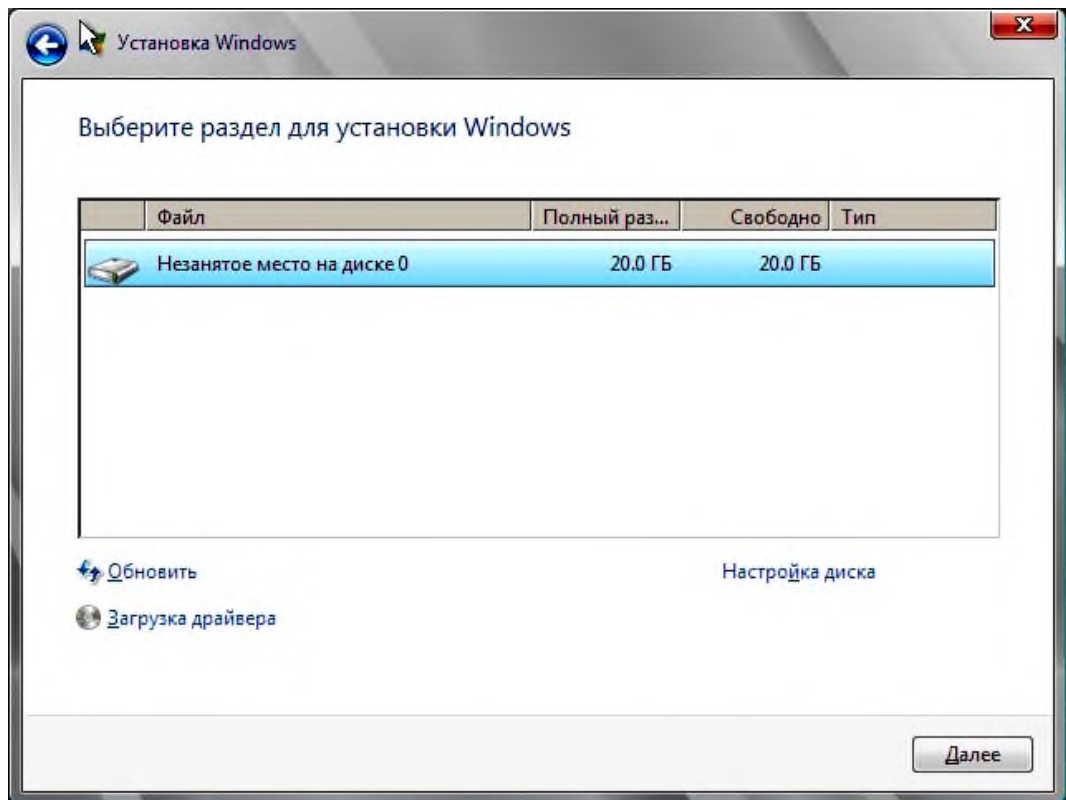 Установка Windows
Выберите раздел для установки Windows
Файл Полный раз... Свободно Тип
Незанятое место на диске 0 20.0 ГБ 20.0 ГБ
Обновить Настройка диска
Загрузка драйвера
Далее